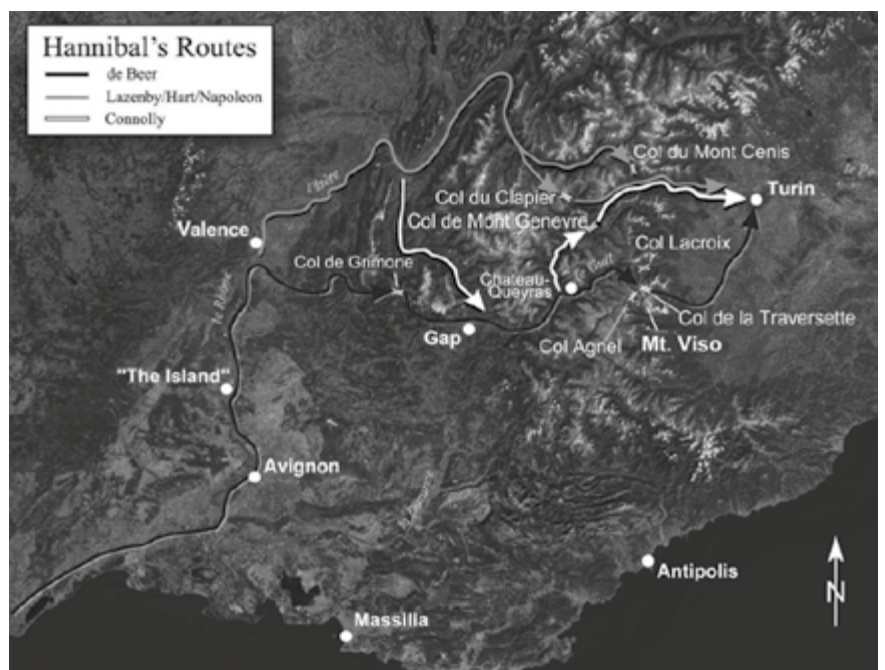 Hannibal's Routes
de Beer
Lazenby/Hart/Napoleon
Connolly
Col du Mont Cenis
Turin
Col du Clapier
Col de Mont Genevre
Valence
Col de Grimone
Col Lacroix
Chateau-
Queyras
Col de la Traversette
Gap
Col Agnel
Mt. Viso
"The Island"
Avignon
Antipolis
Massilia
N